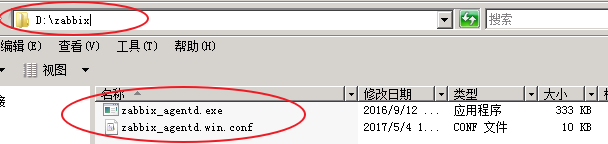 D:\zabbix
搜索
编辑(E) 查看(V) 工具(T) 帮助(H)
视图
名称 修改日期 类型 大小
zabbix_agentd.exe 2016/9/12 ... 应用程序 333 KB
zabbix_agentd.win.conf 2017/5/4 1... CONF 文件 10 KB